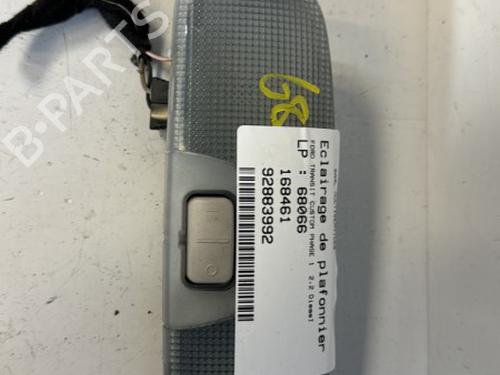 B-PARTS
68
Eclairage de plafonnier
FORD TRANSIT CUSTOM PHASE 1 2.2 Diesel
LP : 68066
168461
92883992